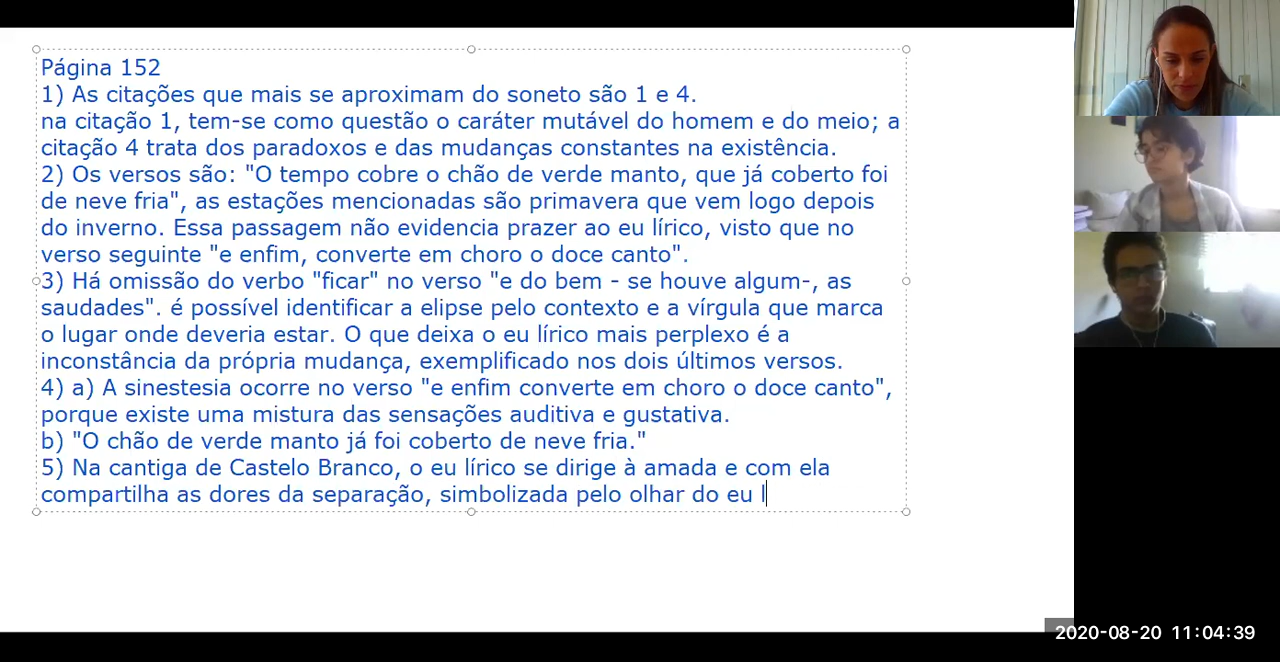 Página 152
1) As citações que mais se aproximam do soneto são 1 e 4.
na citação 1, tem-se como questão o caráter mutável do homem e do meio; a
citação 4 trata dos paradoxos e das mudanças constantes na existência.
2) Os versos são: "O tempo cobre o chão de verde manto, que já coberto foi
de neve fria", as estações mencionadas são primavera que vem logo depois
do inverno. Essa passagem não evidencia prazer ao eu lírico, visto que no
verso seguinte "e enfim, converte em choro o doce canto".
3) Há omissão do verbo "ficar" no verso "e do bem - se houve algum-, as
saudades". é possível identificar a elipse pelo contexto e a vírgula que marca
o lugar onde deveria estar. O que deixa o eu lírico mais perplexo é a
inconstância da própria mudança, exemplificado nos dois últimos versos.
4) a) A sinestesia ocorre no verso "e enfim converte em choro o doce canto",
porque existe uma mistura das sensações auditiva e gustativa.
b) "O chão de verde manto já foi coberto de neve fria."
5) Na cantiga de Castelo Branco, o eu lírico se dirige à amada e com ela
compartilha as dores da separação, simbolizada pelo olhar do eu l
2020-08-20 11:04:39